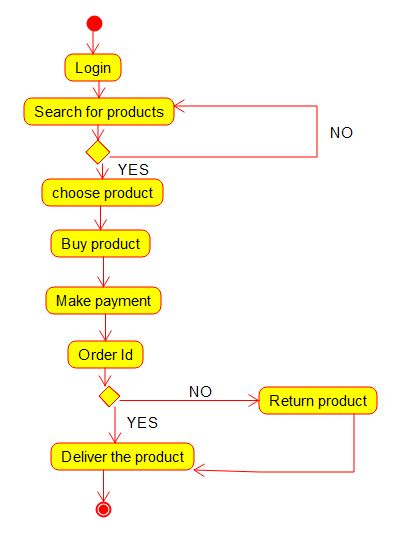 Login
Search for products
NO
YES
choose product
Buy product
Make payment
Order Id
NO
Return product
YES
Deliver the product